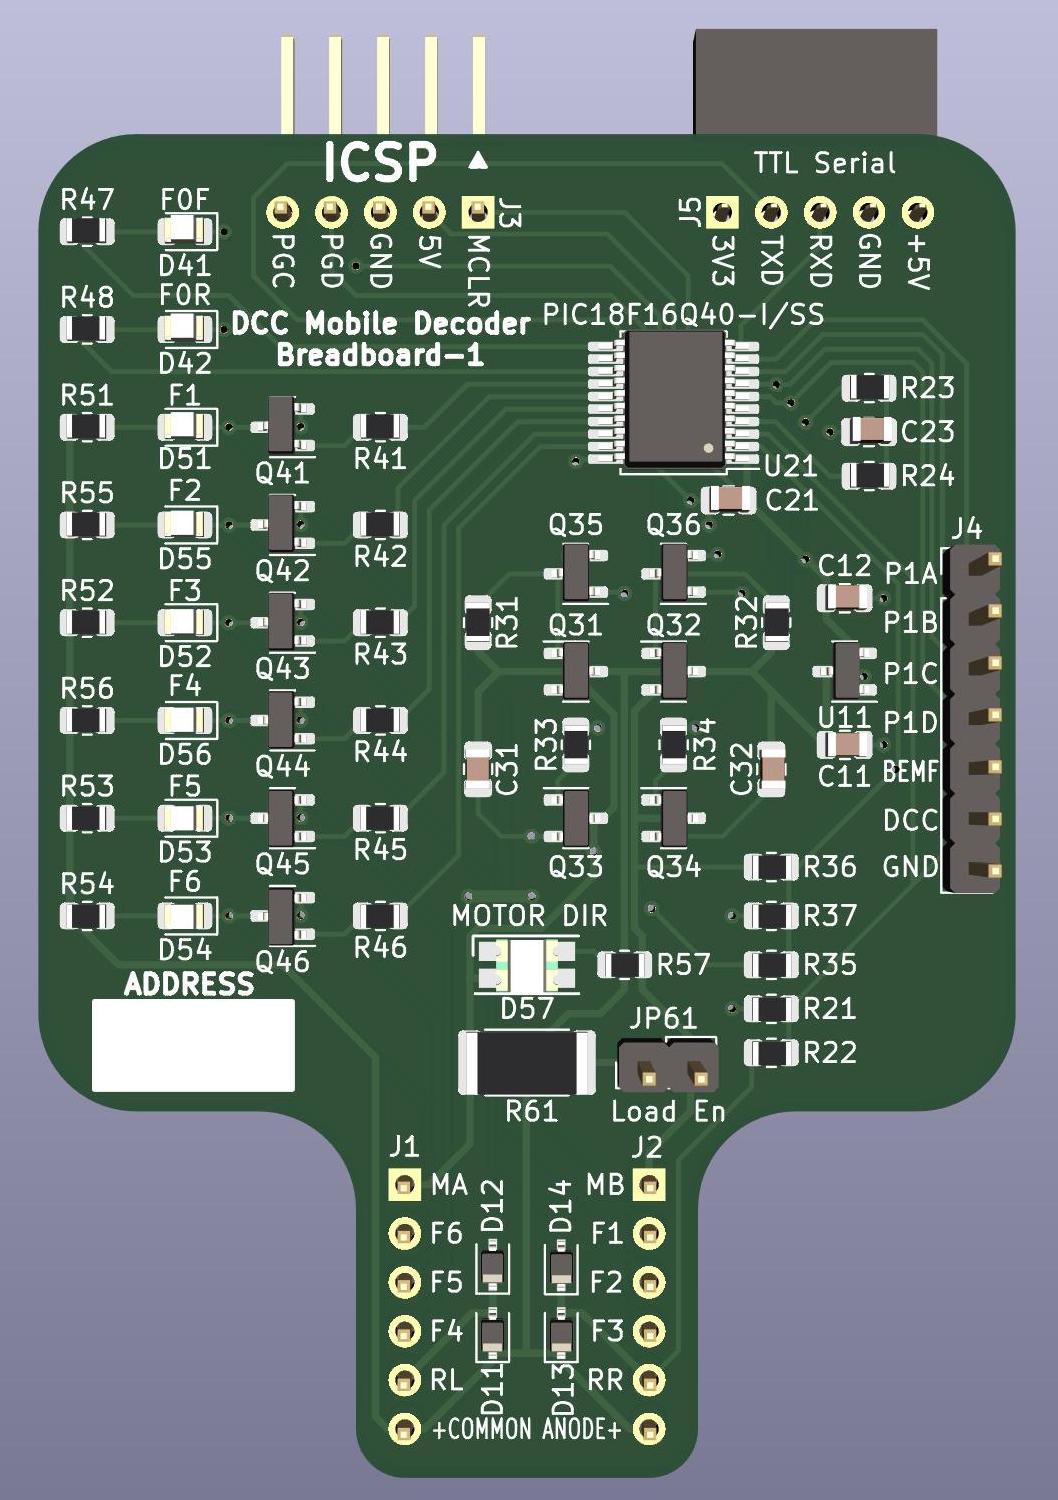 ICSP
TTL Serial
R47
F0F
D41
PGC
PGD
GND
5V
MCLR
J3
J5
3V3
TXD
RXD
GND
+5V
R48
F0R
D42
DCC Mobile Decoder
Breadboard-1
PIC18F16Q40-I/SS
U21
R23
C23
R24
C21
R51
F1
D51
Q41
R41
R55
F2
D55
Q42
R42
Q35
Q36
J4
R52
F3
D52
Q43
R43
R31
Q31
Q32
R32
C12
P1A
P1B
P1C
P1D
BEMF
DCC
GND
U11
C11
R56
F4
D56
Q44
R44
C31
R33
R34
C32
R53
F5
D53
Q45
R45
Q33
Q34
R36
R54
F6
D54
Q46
R46
MOTOR DIR
R37
D57
R57
R35
ADDRESS
R21
JP61
R22
R61
Load En
J1
J2
MA
D12
D14
MB
F6
F1
F5
F2
F4
F3
RL
D11
D13
RR
+COMMON ANODE+